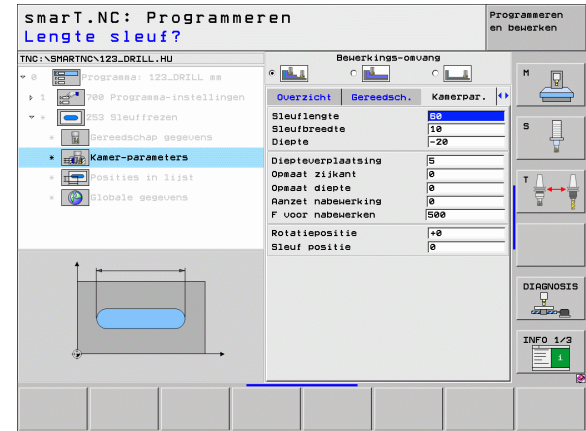 smarT.NC: Programmeren
Lengte sleuf?
Programmeren
en bewerken
TNC:\SMARTNC\123_DRILL.HU
0 Programma: 123_DRILL mm
1 700 Programma-instellingen
* 253 Sleuffrezen
* Gereedschap gegevens
* Kamer-parameters
* Posities in lijst
* Globale gegevens
Bewerkings-omvang
Overzicht Gereedsch. Kamerpar.
Sleuflengte 60
Sleufbreedte 10
Diepte -20
Diepteverplaatsing 5
Opmaat zijkant 0
Opmaat diepte 0
Aanzet nabewerking 0
F voor nabewerken 500
Rotatiepositie +0
Sleuf positie 0
M
S
T
DIAGNOSIS
INFO 1/3